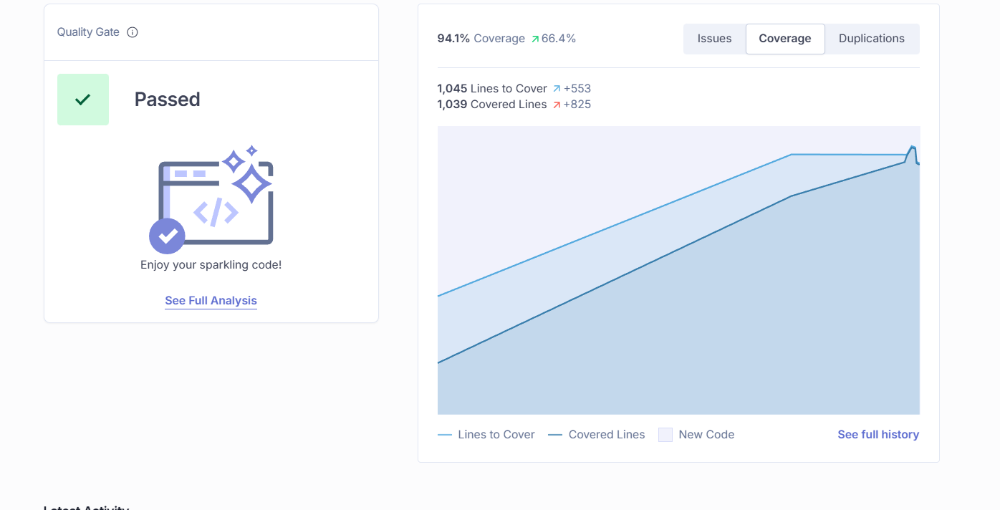 Quality Gate
Passed
Enjoy your sparkling code!
See Full Analysis
94.1% Coverage 66.4%
Issues Coverage Duplications
1,045 Lines to Cover +553
1,039 Covered Lines +825
Lines to Cover Covered Lines New Code See full history
Latest Activity